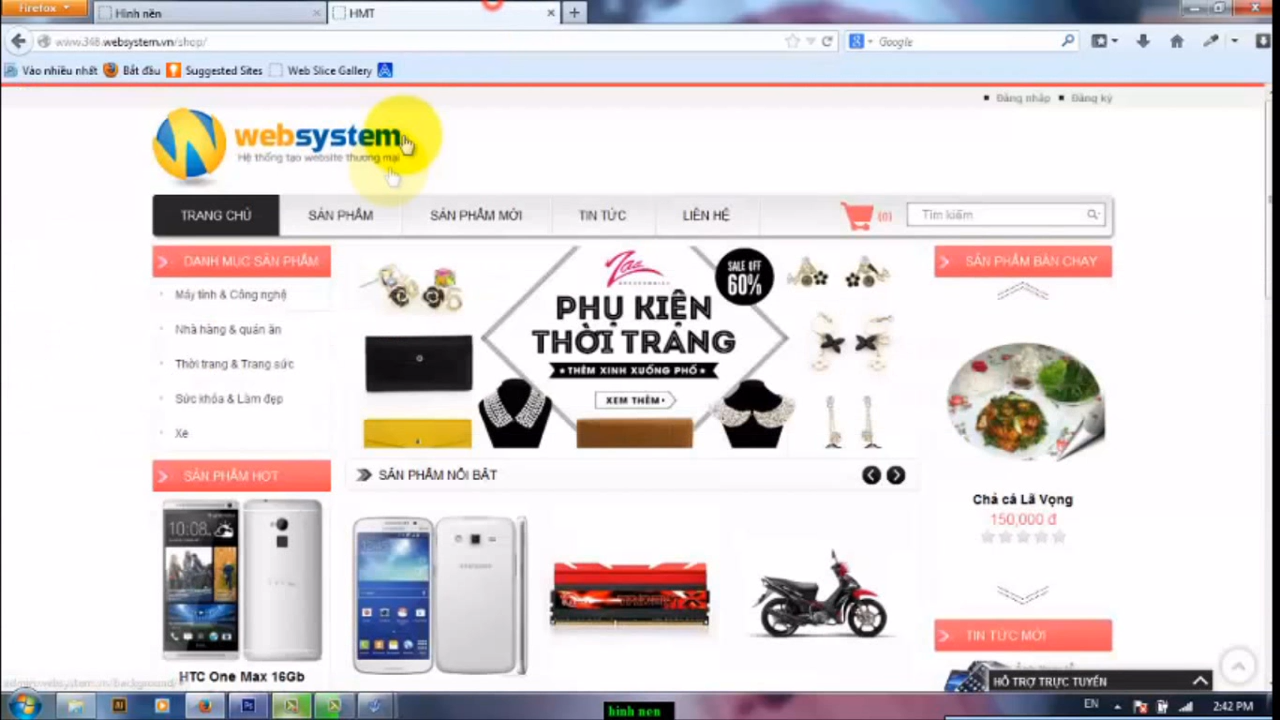 Firefox
Hình nền
HMT
www.348.websystem.vn/shop/
Google
Vào nhiều nhất
Bắt đầu
Suggested Sites
Web Slice Gallery
Đăng nhập
Đăng ký
websystem
Hệ thống tạo website thương mại
TRANG CHỦ
SẢN PHẨM
SẢN PHẨM MỚI
TIN TỨC
LIÊN HỆ
(0)
Tìm kiếm
DANH MỤC SẢN PHẨM
Máy tính & Công nghệ
Nhà hàng & quán ăn
Thời trang & Trang sức
Sức khỏa & Làm đẹp
Xe
SALE OFF
60%
PHỤ KIỆN
THỜI TRANG
THÊM XINH XUỐNG PHỐ
XEM THÊM
SẢN PHẨM BÁN CHẠY
Chả cá Lã Vọng
150,000 đ
SẢN PHẨM HOT
SẢN PHẨM NỔI BẬT
10:08
SAMSUNG
HTC One Max 16Gb
TIN TỨC MỚI
HỖ TRỢ TRỰC TUYẾN
EN
2:42 PM
hinh nen